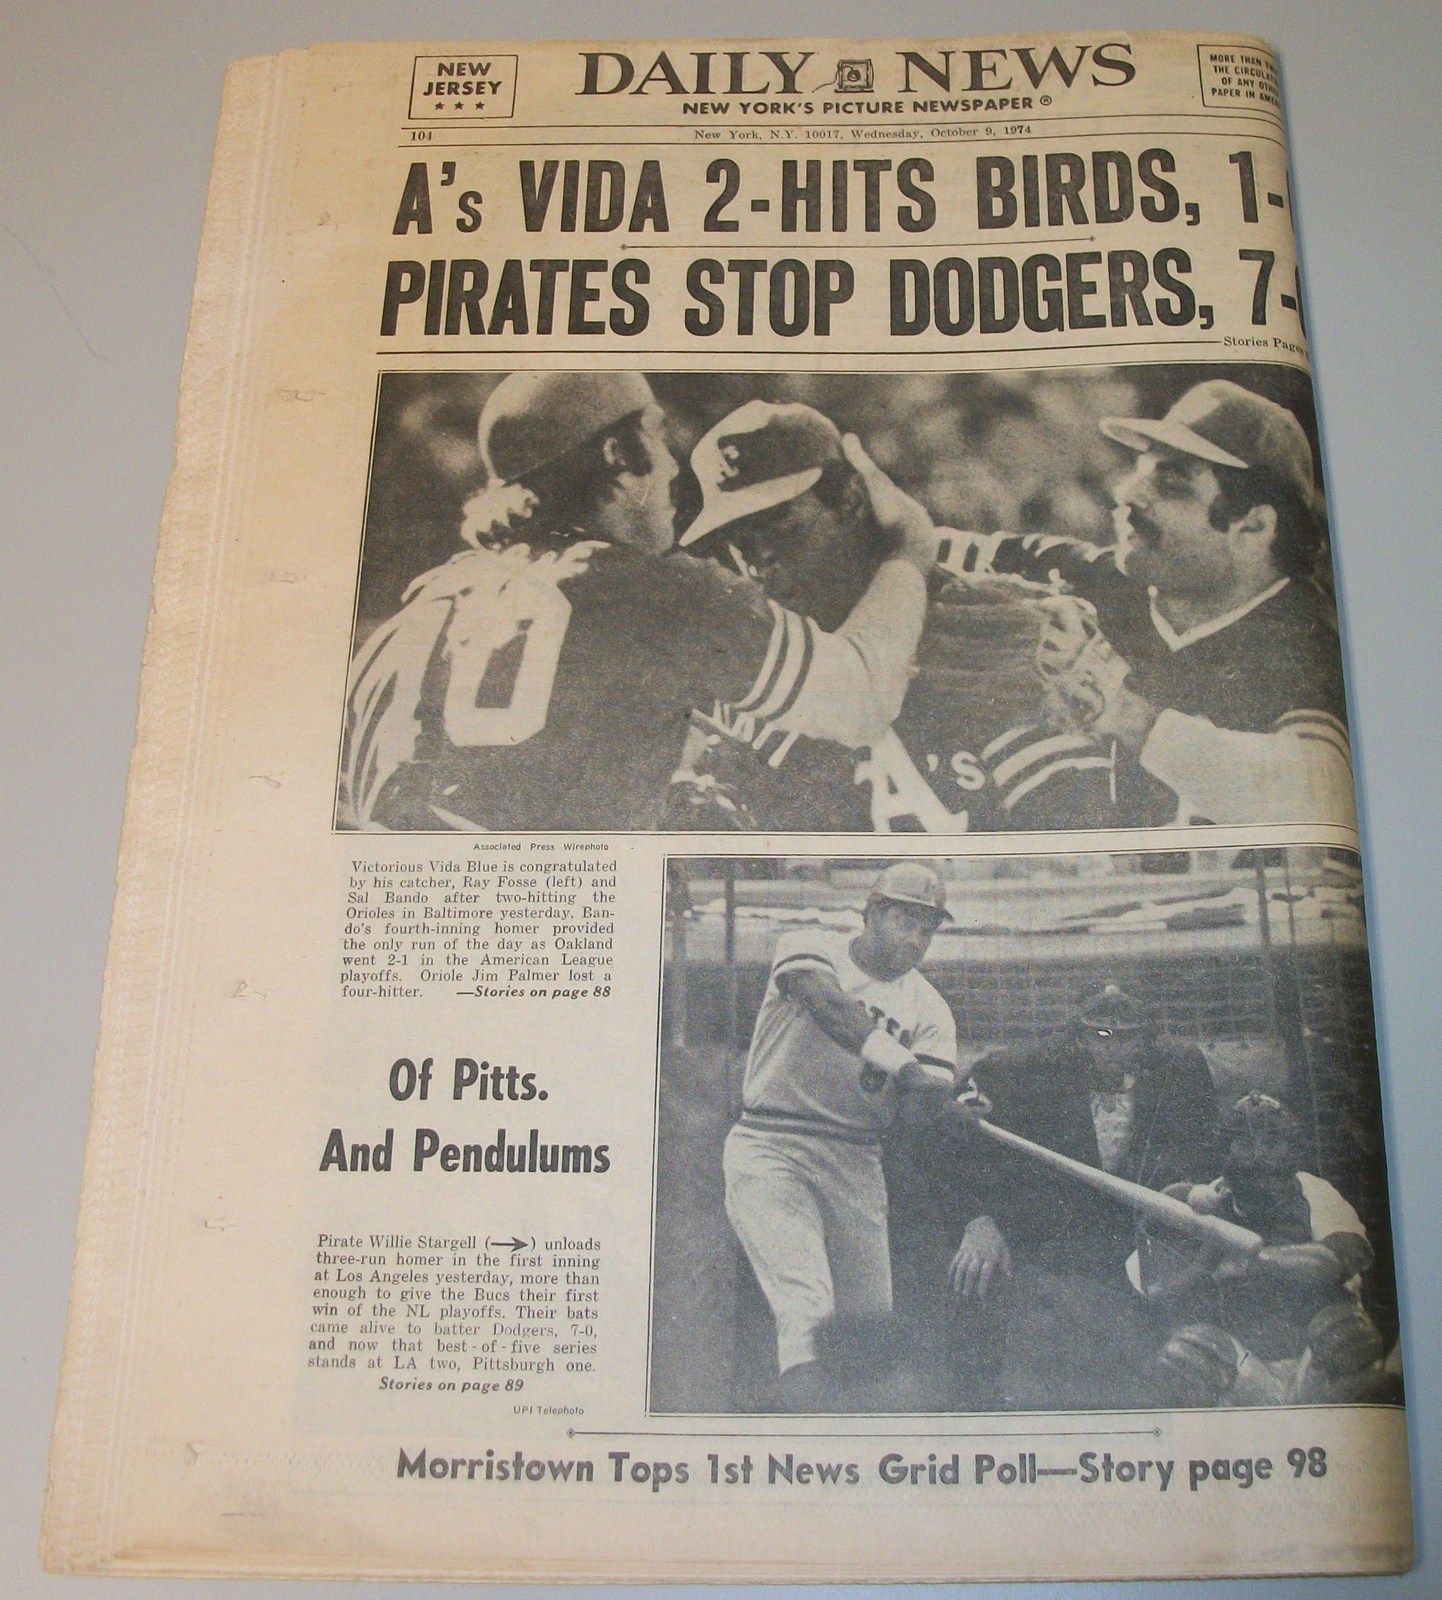 NEW
JERSEY
★ ★ ★
DAILY NEWS
NEW YORK'S PICTURE NEWSPAPER ®
MORE THAN
THE
OF ANY
PAPER IN
104
New York, N.Y. 10017, Wednesday, October 9, 1974
A's VIDA 2-HITS BIRDS, 1-
PIRATES STOP DODGERS, 7-
Stories Pages
0
A's
Associated Press Wirephoto
Victorious Vida Blue is congratulated
by his catcher, Ray Fosse (left) and
Sal Bando after two-hitting the
Orioles in Baltimore yesterday. Ban-
do's fourth-inning homer provided
the only run of the day as Oakland
went 2-1 in the American League
playoffs. Oriole Jim Palmer lost a
four-hitter. —Stories on page 88
Of Pitts.
And Pendulums
Pirate Willie Stargell (→) unloads
three-run homer in the first inning
at Los Angeles yesterday, more than
enough to give the Bucs their first
win of the NL playoffs. Their bats
came alive to batter Dodgers, 7-0,
and now that best-of-five series
stands at LA two, Pittsburgh one.
Stories on page 89
UPI Telephoto
Morristown Tops 1st News Grid Poll—Story page 98